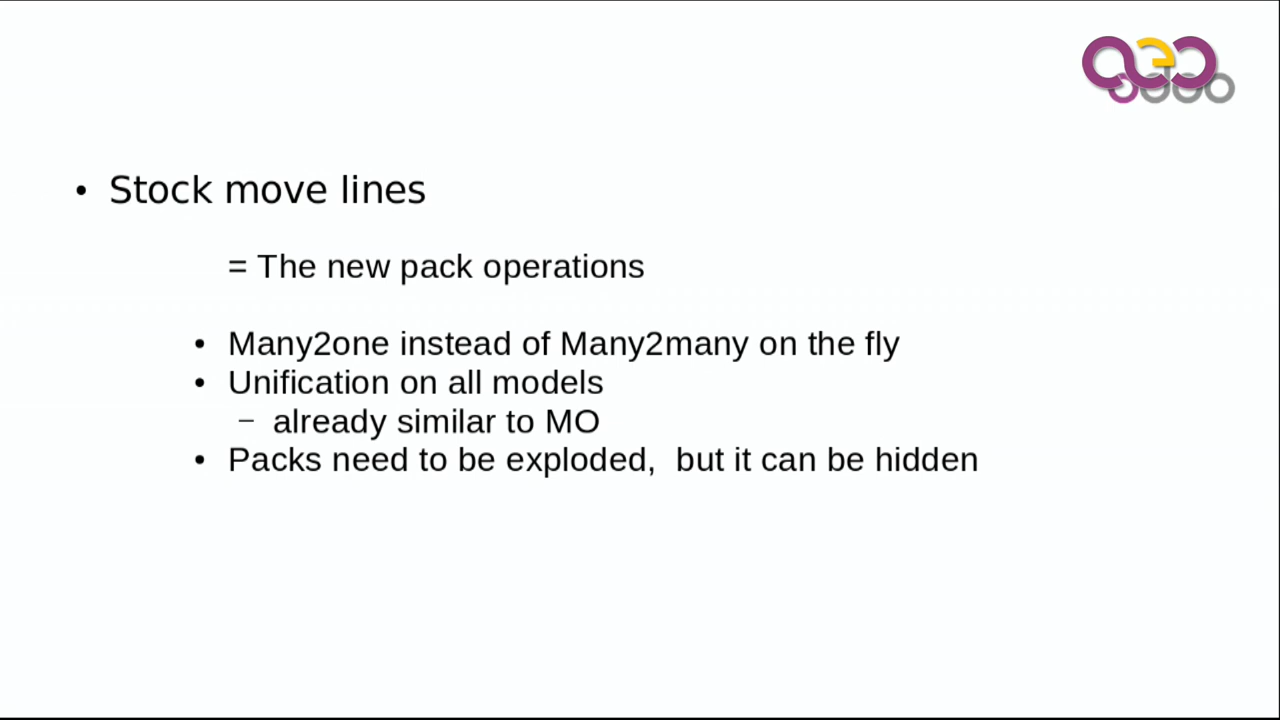 • Stock move lines
= The new pack operations
• Many2one instead of Many2many on the fly
• Unification on all models
– already similar to MO
• Packs need to be exploded,  but it can be hidden